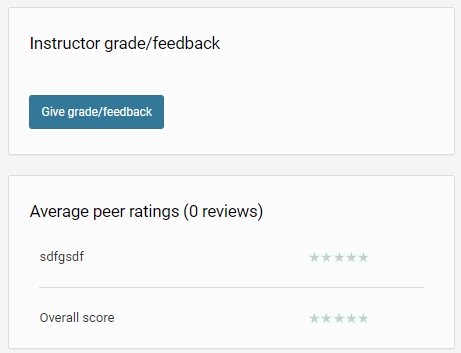 Instructor grade/feedback
Give grade/feedback
Average peer ratings (0 reviews)
sdfgsdf
Overall score